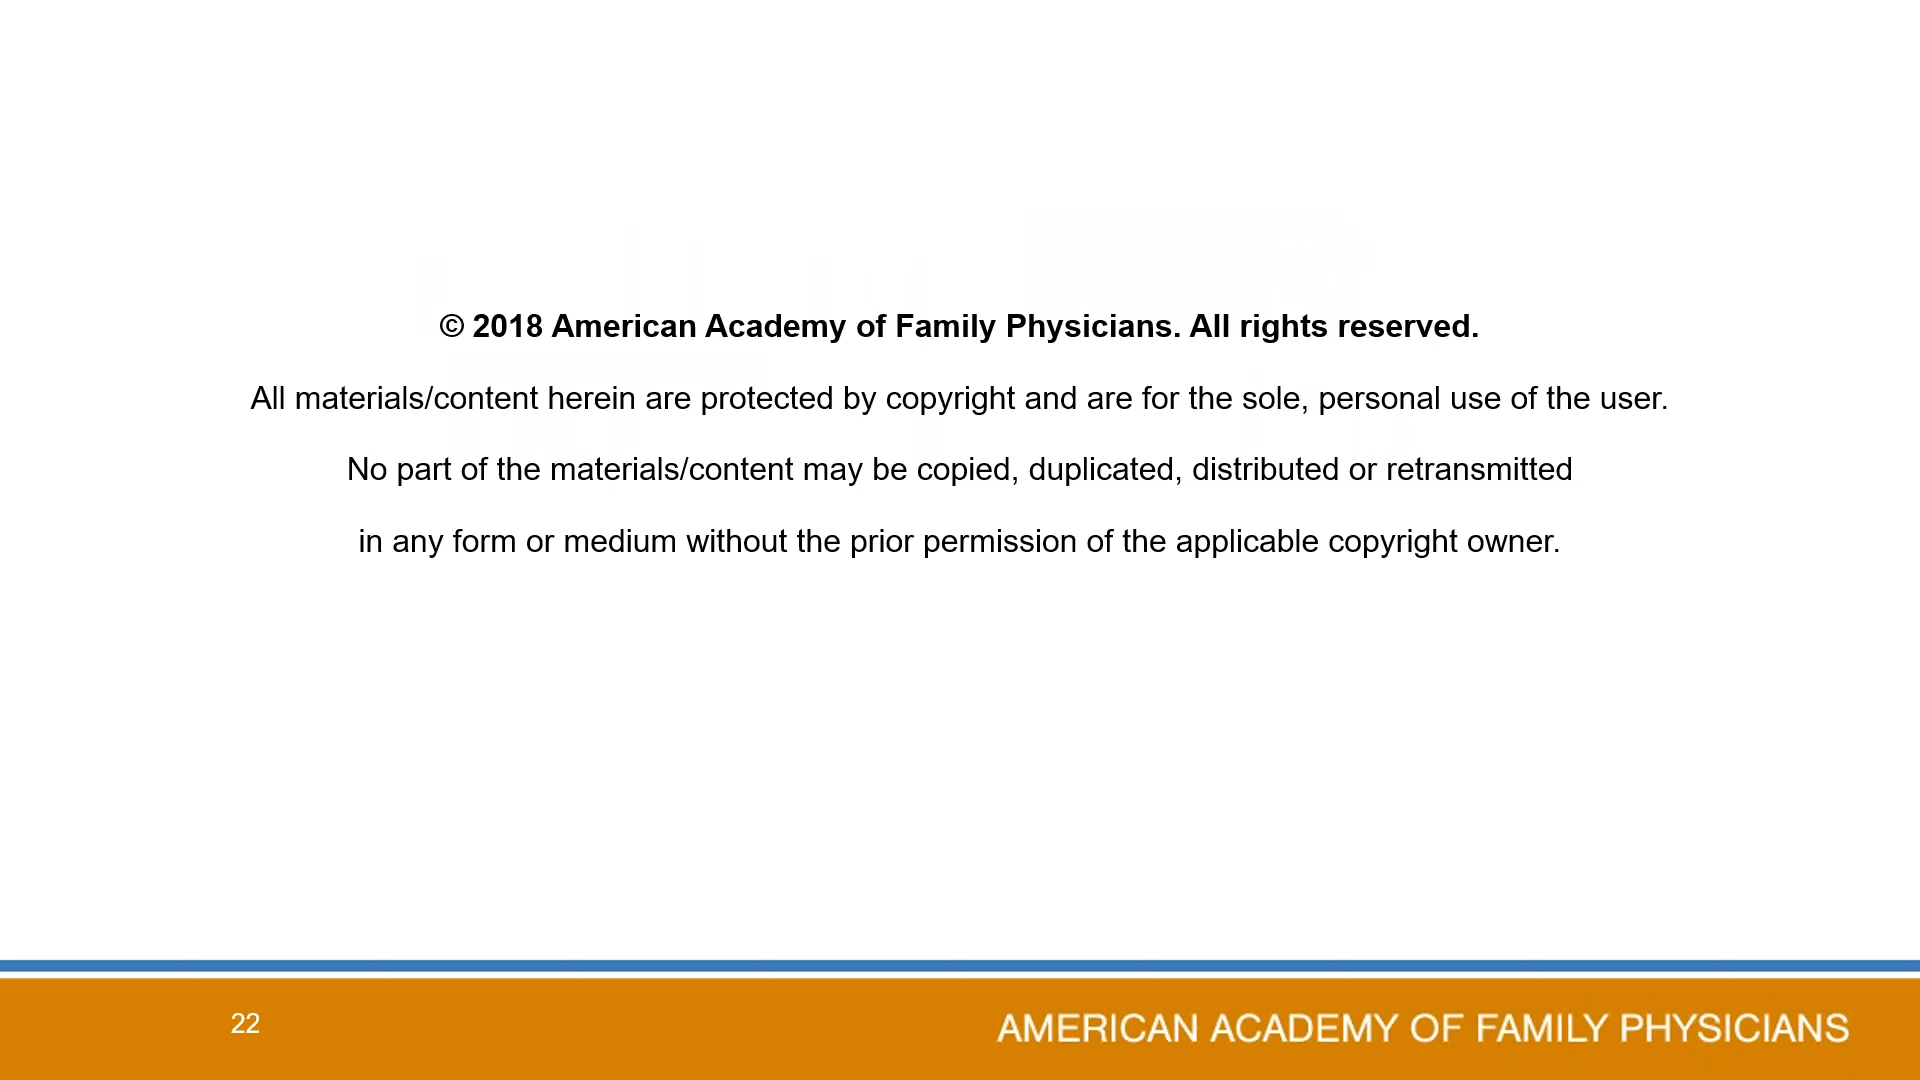 © 2018 American Academy of Family Physicians. All rights reserved.
All materials/content herein are protected by copyright and are for the sole, personal use of the user.
No part of the materials/content may be copied, duplicated, distributed or retransmitted
in any form or medium without the prior permission of the applicable copyright owner.
22
AMERICAN ACADEMY OF FAMILY PHYSICIANS